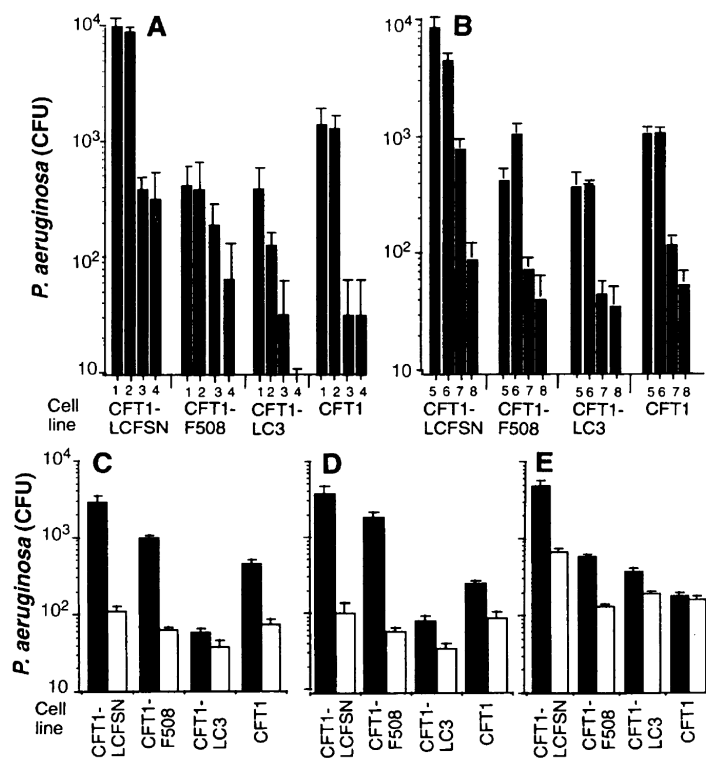 A
B
P. aeruginosa (CFU)
10⁴
10³
10²
10
10⁴
10³
10²
10
1 2 3 4 1 2 3 4 1 2 3 4 1 2 3 4
5 6 7 8 5 6 7 8 5 6 7 8 5 6 7 8
Cell line
CFT1-LCFSN
CFT1-F508
CFT1-LC3
CFT1
CFT1-LCFSN
CFT1-F508
CFT1-LC3
CFT1
C
D
E
P. aeruginosa (CFU)
10⁴
10³
10²
10
Cell line
CFT1-LCFSN
CFT1-F508
CFT1-LC3
CFT1
CFT1-LCFSN
CFT1-F508
CFT1-LC3
CFT1
CFT1-LCFSN
CFT1-F508
CFT1-LC3
CFT1